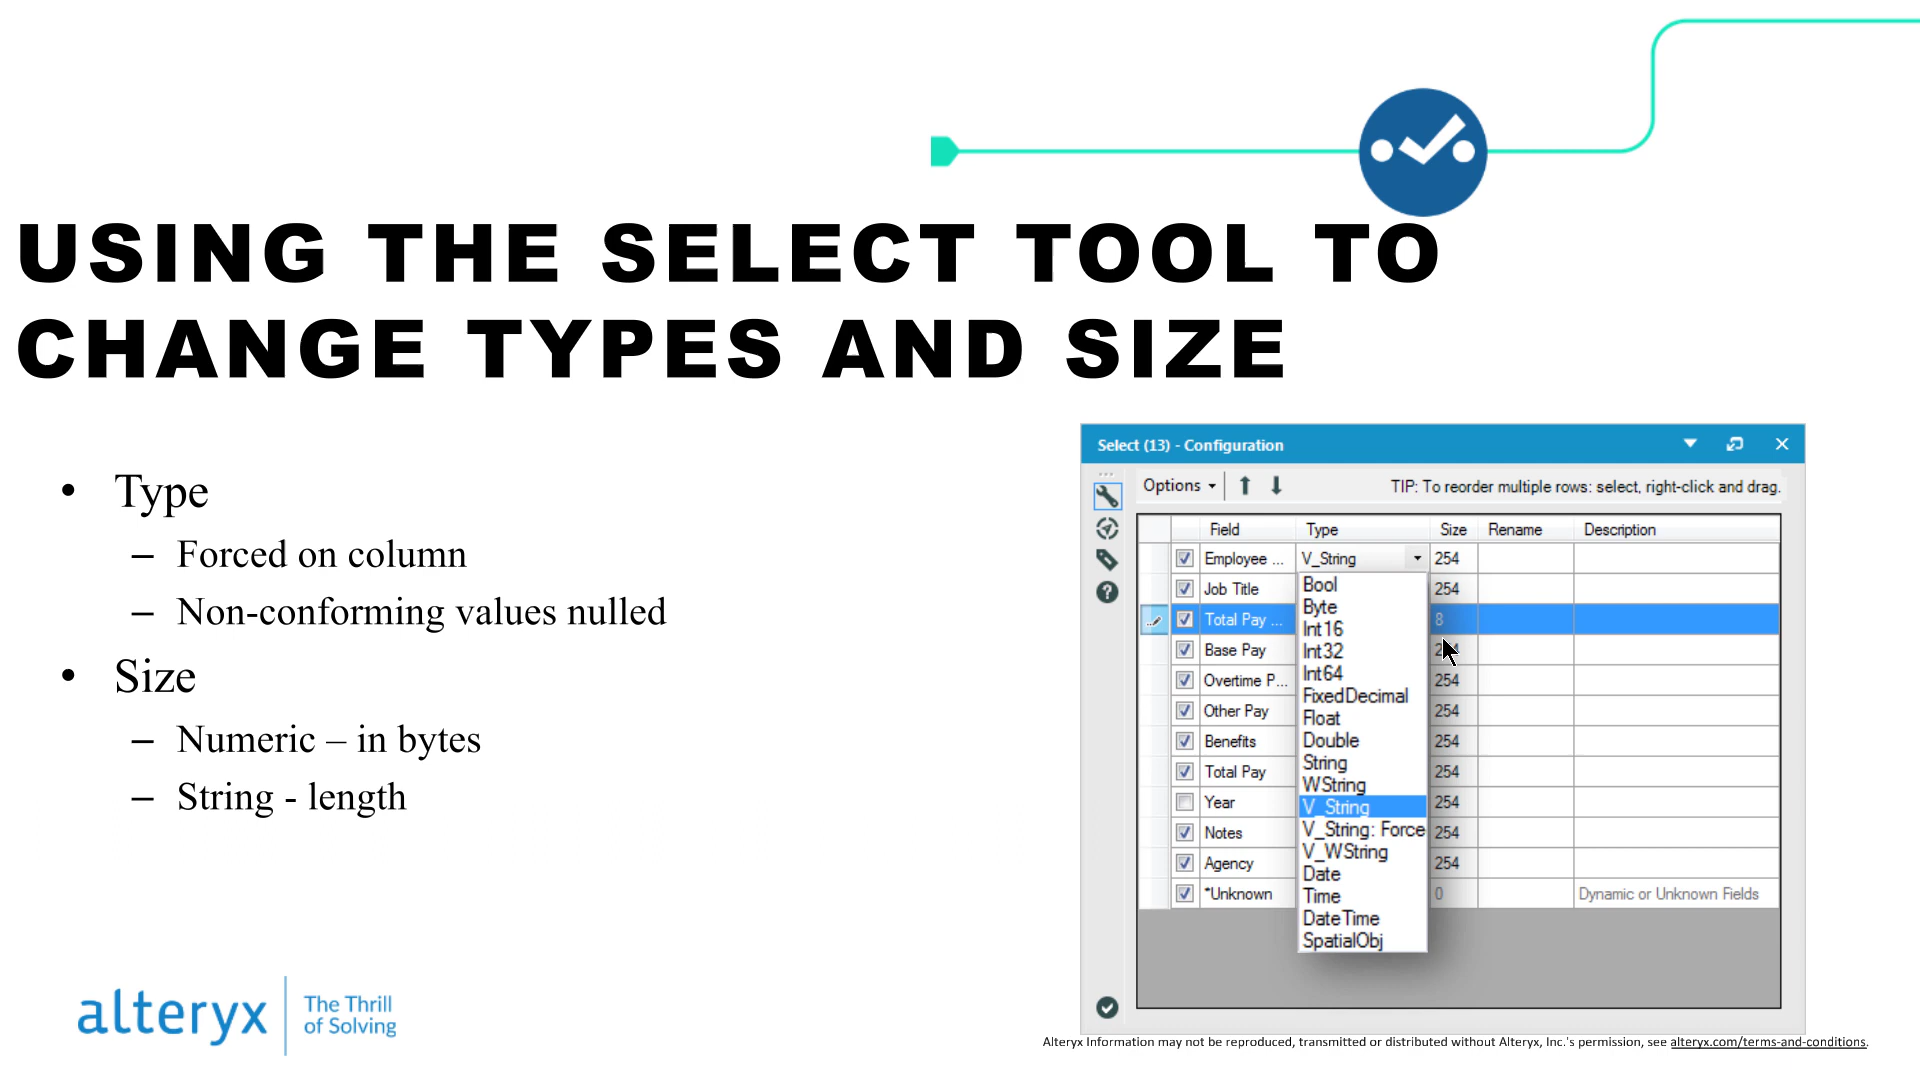 USING THE SELECT TOOL TO
CHANGE TYPES AND SIZE
• Type
– Forced on column
– Non-conforming values nulled
• Size
– Numeric – in bytes
– String - length
Select (13) - Configuration
Options
TIP: To reorder multiple rows: select, right-click and drag.
Field Type Size Rename Description
Employee ... V_String 254
Job Title 254
Total Pay ... 8
Base Pay
Overtime P... 254
Other Pay 254
Benefits 254
Total Pay 254
Year 254
Notes 254
Agency 254
*Unknown 0 Dynamic or Unknown Fields
Bool
Byte
Int16
Int32
Int64
FixedDecimal
Float
Double
String
WString
V_String
V_String: Force
V_WString
Date
Time
DateTime
SpatialObj
alteryx
The Thrill
of Solving
Alteryx Information may not be reproduced, transmitted or distributed without Alteryx, Inc.'s permission, see alteryx.com/terms-and-conditions.